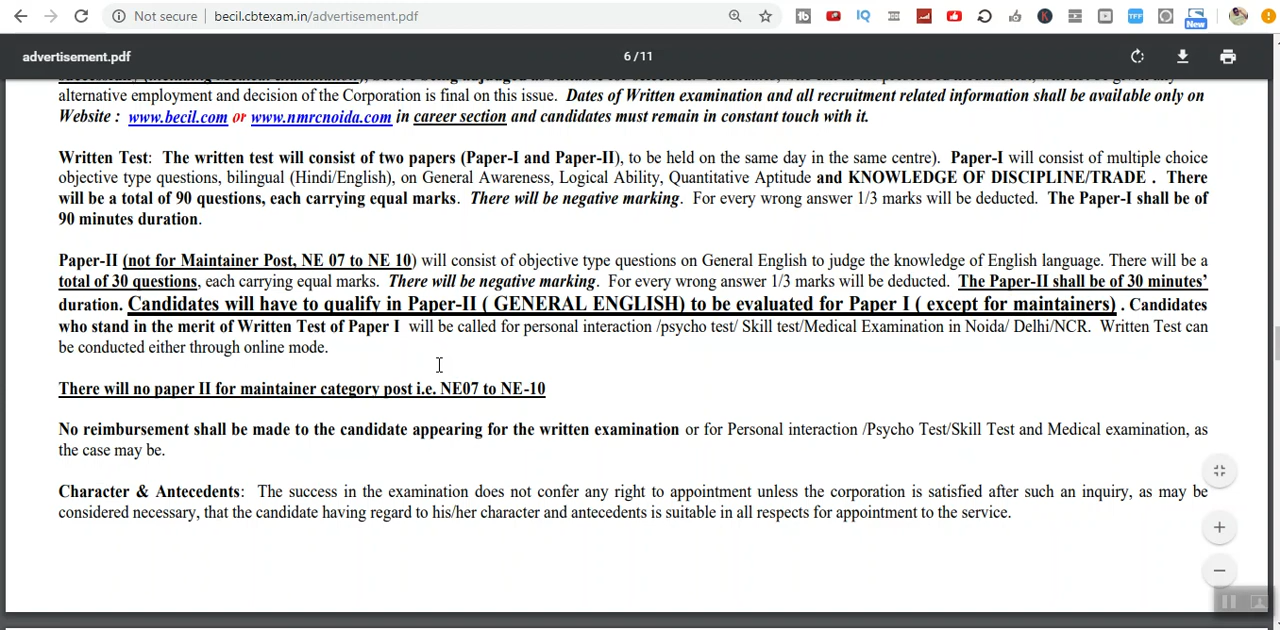 Not secure | becil.cbtexam.in/advertisement.pdf
New
advertisement.pdf
6 / 11
alternative employment and decision of the Corporation is final on this issue. Dates of Written examination and all recruitment related information shall be available only on
Website : www.becil.com or www.nmrcnoida.com in career section and candidates must remain in constant touch with it.
Written Test: The written test will consist of two papers (Paper-I and Paper-II), to be held on the same day in the same centre). Paper-I will consist of multiple choice
objective type questions, bilingual (Hindi/English), on General Awareness, Logical Ability, Quantitative Aptitude and KNOWLEDGE OF DISCIPLINE/TRADE . There
will be a total of 90 questions, each carrying equal marks. There will be negative marking. For every wrong answer 1/3 marks will be deducted. The Paper-I shall be of
90 minutes duration.
Paper-II (not for Maintainer Post, NE 07 to NE 10) will consist of objective type questions on General English to judge the knowledge of English language. There will be a
total of 30 questions, each carrying equal marks. There will be negative marking. For every wrong answer 1/3 marks will be deducted. The Paper-II shall be of 30 minutes’
duration. Candidates will have to qualify in Paper-II ( GENERAL ENGLISH) to be evaluated for Paper I ( except for maintainers) . Candidates
who stand in the merit of Written Test of Paper I will be called for personal interaction /psycho test/ Skill test/Medical Examination in Noida/ Delhi/NCR. Written Test can
be conducted either through online mode.
There will no paper II for maintainer category post i.e. NE07 to NE-10
No reimbursement shall be made to the candidate appearing for the written examination or for Personal interaction /Psycho Test/Skill Test and Medical examination, as
the case may be.
Character & Antecedents: The success in the examination does not confer any right to appointment unless the corporation is satisfied after such an inquiry, as may be
considered necessary, that the candidate having regard to his/her character and antecedents is suitable in all respects for appointment to the service.